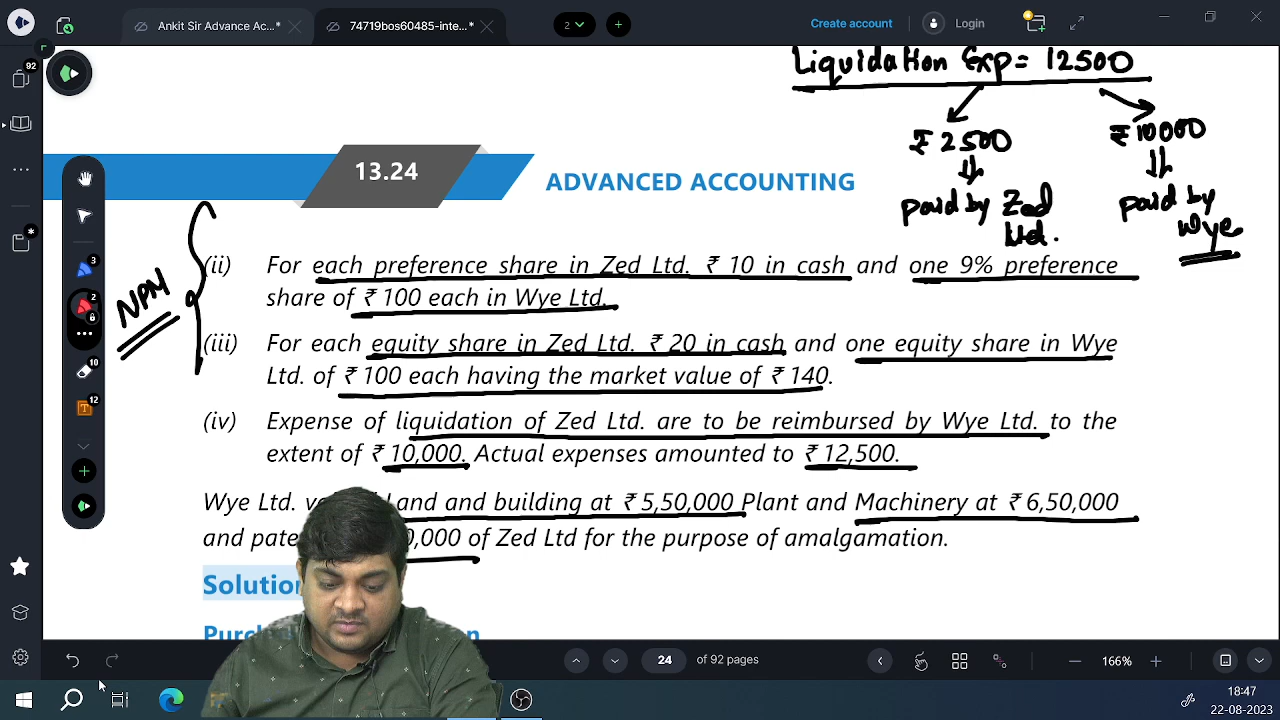 Ankit Sir Advance Ac... *
74719bos60485-inte... *
2
Create account
Login
92
Liquidation Exp = 12500
₹ 2500
₹ 10000
paid by Zed
Ltd.
paid by
Wye
13.24
ADVANCED ACCOUNTING
NPM
(ii) For each preference share in Zed Ltd. ₹ 10 in cash and one 9% preference
share of ₹ 100 each in Wye Ltd.
(iii) For each equity share in Zed Ltd. ₹ 20 in cash and one equity share in Wye
Ltd. of ₹ 100 each having the market value of ₹ 140.
(iv) Expense of liquidation of Zed Ltd. are to be reimbursed by Wye Ltd. to the
extent of ₹ 10,000. Actual expenses amounted to ₹ 12,500.
Wye Ltd. and building at ₹ 5,50,000 Plant and Machinery at ₹ 6,50,000
and 0,000 of Zed Ltd for the purpose of amalgamation.
3
2
10
12
T
24 of 92 pages
166%
18:47
22-08-2023